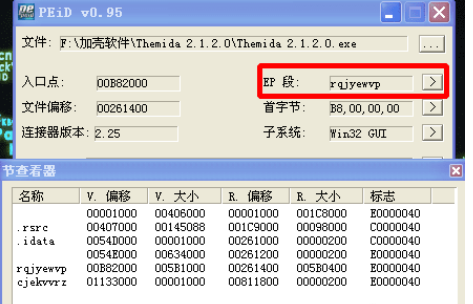 PEiD v0.95
文件: F:\加壳软件\Themida 2.1.2.0\Themida 2.1.2.0.exe ...
入口点: 00B82000 EP 段: rqjyewvp >
文件偏移: 00261400 首字节: B8,00,00,00 >
连接器版本: 2.25 子系统: Win32 GUI >
节查看器
名称 V. 偏移 V. 大小 R. 偏移 R. 大小 标志
00001000 00406000 00001000 001C8000 E0000040
.rsrc 00407000 00145088 001C9000 00098000 C0000040
.idata 0054D000 00001000 00261000 00000200 C0000040
0054E000 00634000 00261200 00000200 E0000040
rqjyewvp 00B82000 005B1000 00261400 005B0400 E0000040
cjekvvrz 01133000 00001000 00811800 00000200 E0000040